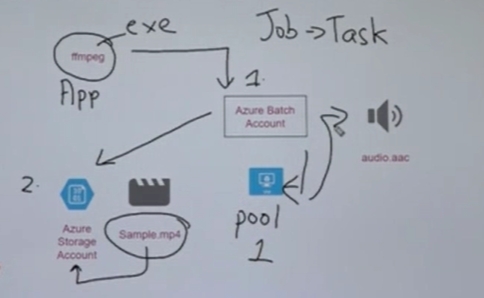 exe
Job → Task
ffmpeg
App
1.
Azure Batch
Account
audio.aac
2.
Azure
Storage
Account
Sample.mp4
pool
1